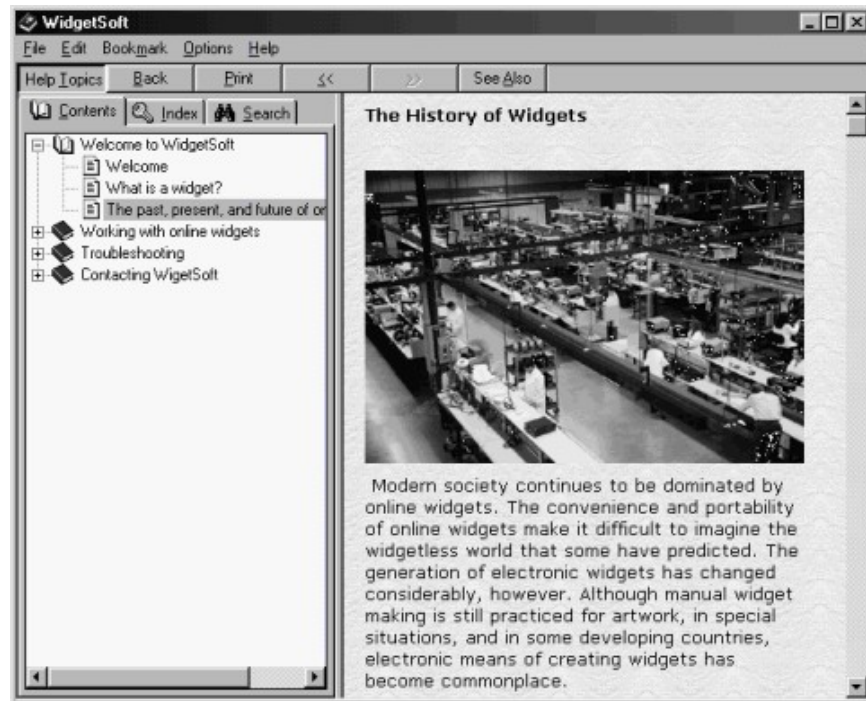 WidgetSoft
File Edit Bookmark Options Help
Help Topics Back Print << >> See Also
Contents Index Search
Welcome to WidgetSoft
Welcome
What is a widget?
The past, present, and future of or
Working with online widgets
Troubleshooting
Contacting WigetSoft
The History of Widgets
Modern society continues to be dominated by
online widgets. The convenience and portability
of online widgets make it difficult to imagine the
widgetless world that some have predicted. The
generation of electronic widgets has changed
considerably, however. Although manual widget
making is still practiced for artwork, in special
situations, and in some developing countries,
electronic means of creating widgets has
become commonplace.